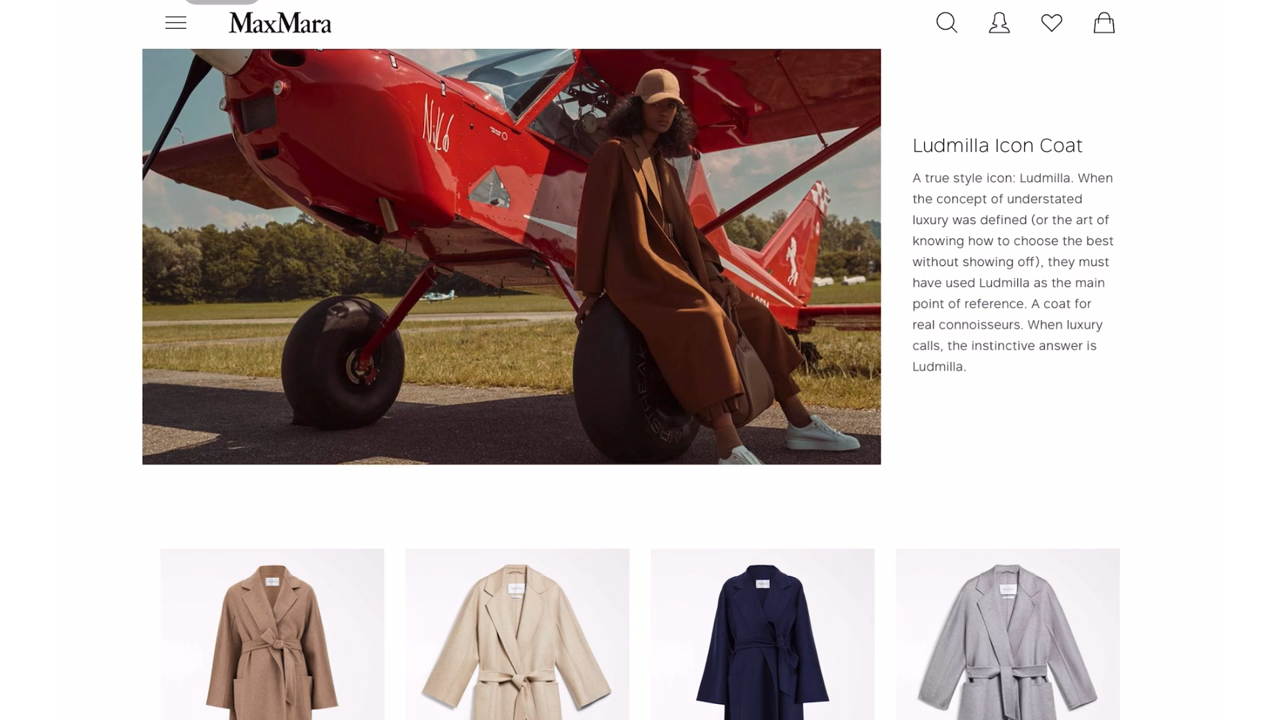 MaxMara
Nik6
Ludmilla Icon Coat
A true style icon: Ludmilla. When
the concept of understated
luxury was defined (or the art of
knowing how to choose the best
without showing off), they must
have used Ludmilla as the main
point of reference. A coat for
real connoisseurs. When luxury
calls, the instinctive answer is
Ludmilla.